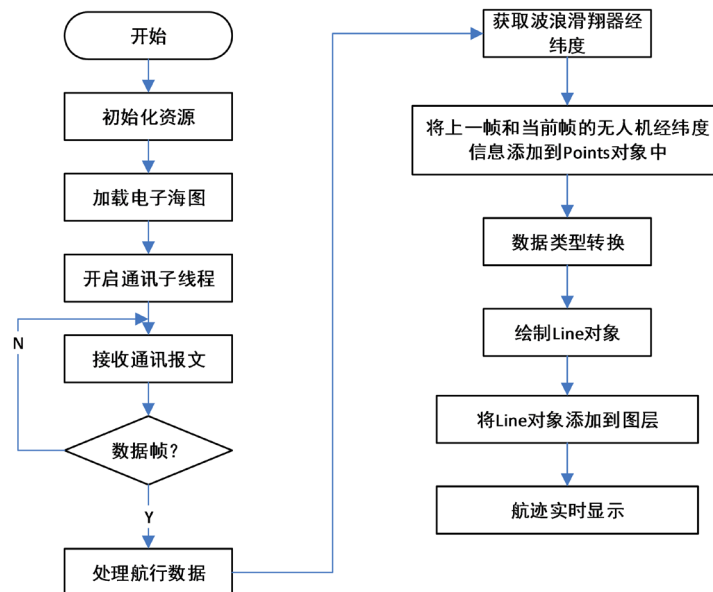 开始
初始化资源
加载电子海图
开启通讯子线程
N
接收通讯报文
数据帧?
Y
处理航行数据
获取波浪滑翔器经
纬度
将上一帧和当前帧的无人机经纬度
信息添加到Points对象中
数据类型转换
绘制Line对象
将Line对象添加到图层
航迹实时显示